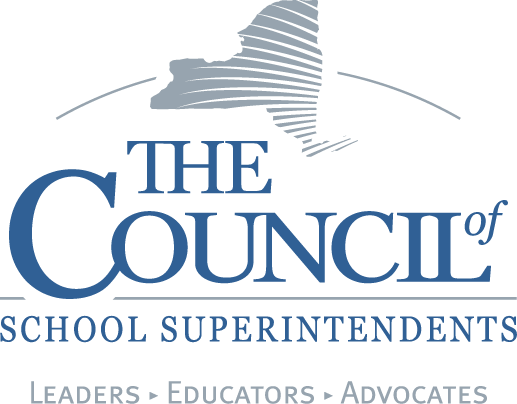 THE
COUNCIL of
SCHOOL SUPERINTENDENTS
LEADERS ▸ EDUCATORS ▸ ADVOCATES